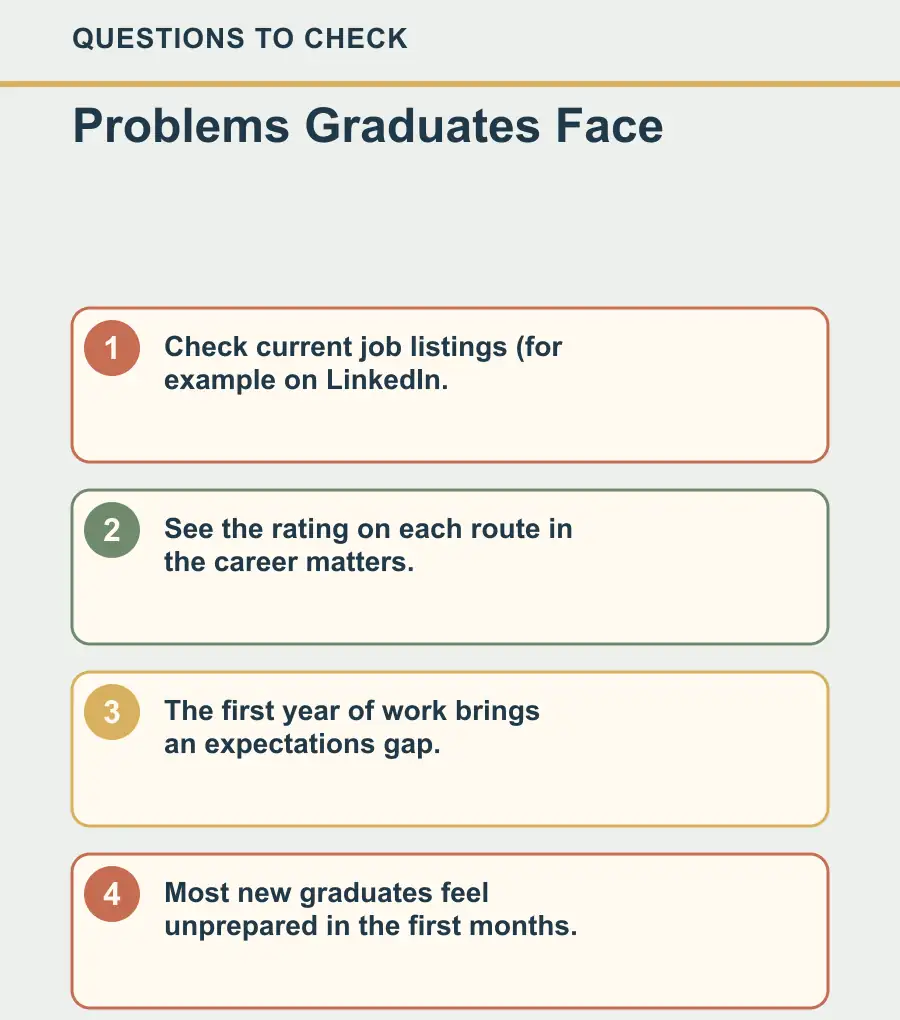 QUESTIONS TO CHECK
Problems Graduates Face
1
Check current job listings (for
example on LinkedIn.
2
See the rating on each route in
the career matters.
3
The first year of work brings
an expectations gap.
4
Most new graduates feel
unprepared in the first months.